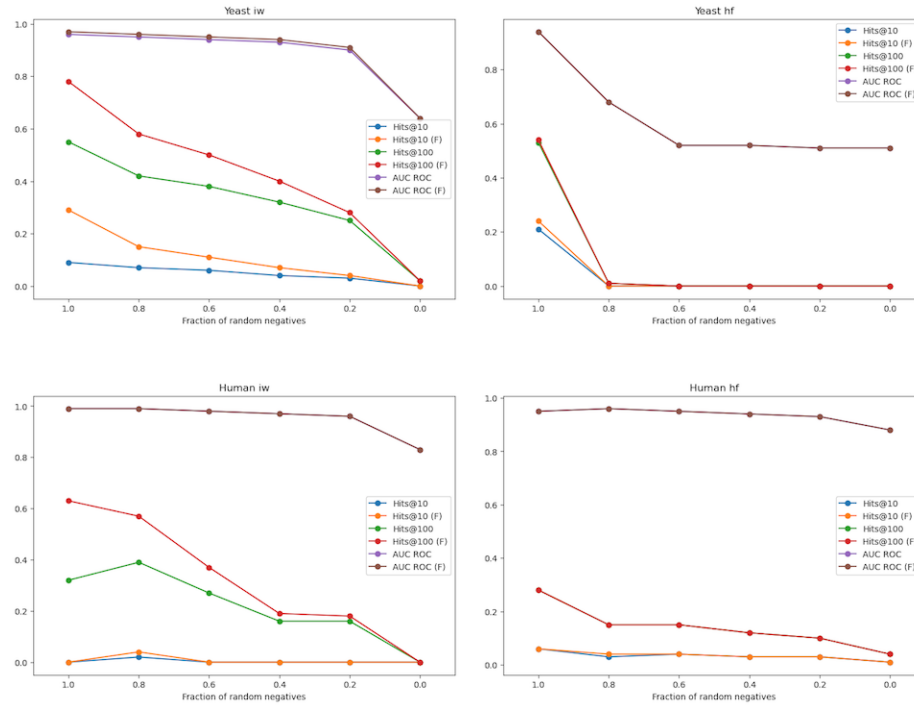 Yeast iw
1.0
0.8
0.6
0.4
0.2
0.0
Hits@10
Hits@10 (F)
Hits@100
Hits@100 (F)
AUC ROC
AUC ROC (F)
1.0 0.8 0.6 0.4 0.2 0.0
Fraction of random negatives
Yeast hf
0.8
0.6
0.4
0.2
0.0
Hits@10
Hits@10 (F)
Hits@100
Hits@100 (F)
AUC ROC
AUC ROC (F)
1.0 0.8 0.6 0.4 0.2 0.0
Fraction of random negatives
Human iw
1.0
0.8
0.6
0.4
0.2
0.0
Hits@10
Hits@10 (F)
Hits@100
Hits@100 (F)
AUC ROC
AUC ROC (F)
1.0 0.8 0.6 0.4 0.2 0.0
Fraction of random negatives
Human hf
1.0
0.8
0.6
0.4
0.2
0.0
Hits@10
Hits@10 (F)
Hits@100
Hits@100 (F)
AUC ROC
AUC ROC (F)
1.0 0.8 0.6 0.4 0.2 0.0
Fraction of random negatives